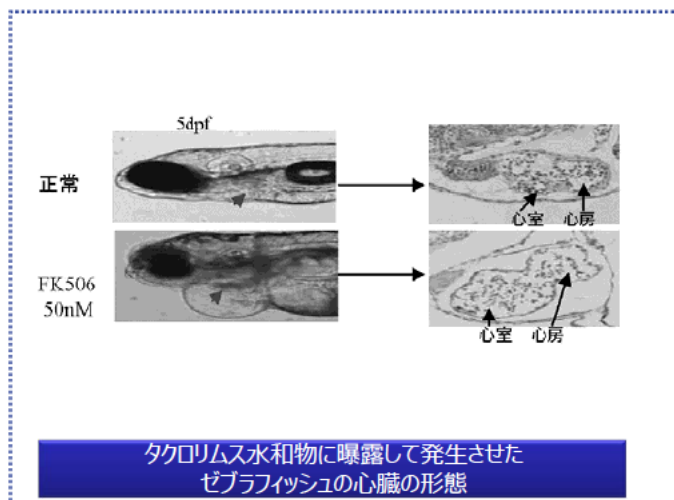 5dpf
正常
心室 心房
FK506
50nM
心室 心房
タクロリムス水和物に曝露して発生させた
ゼブラフィッシュの心臓の形態